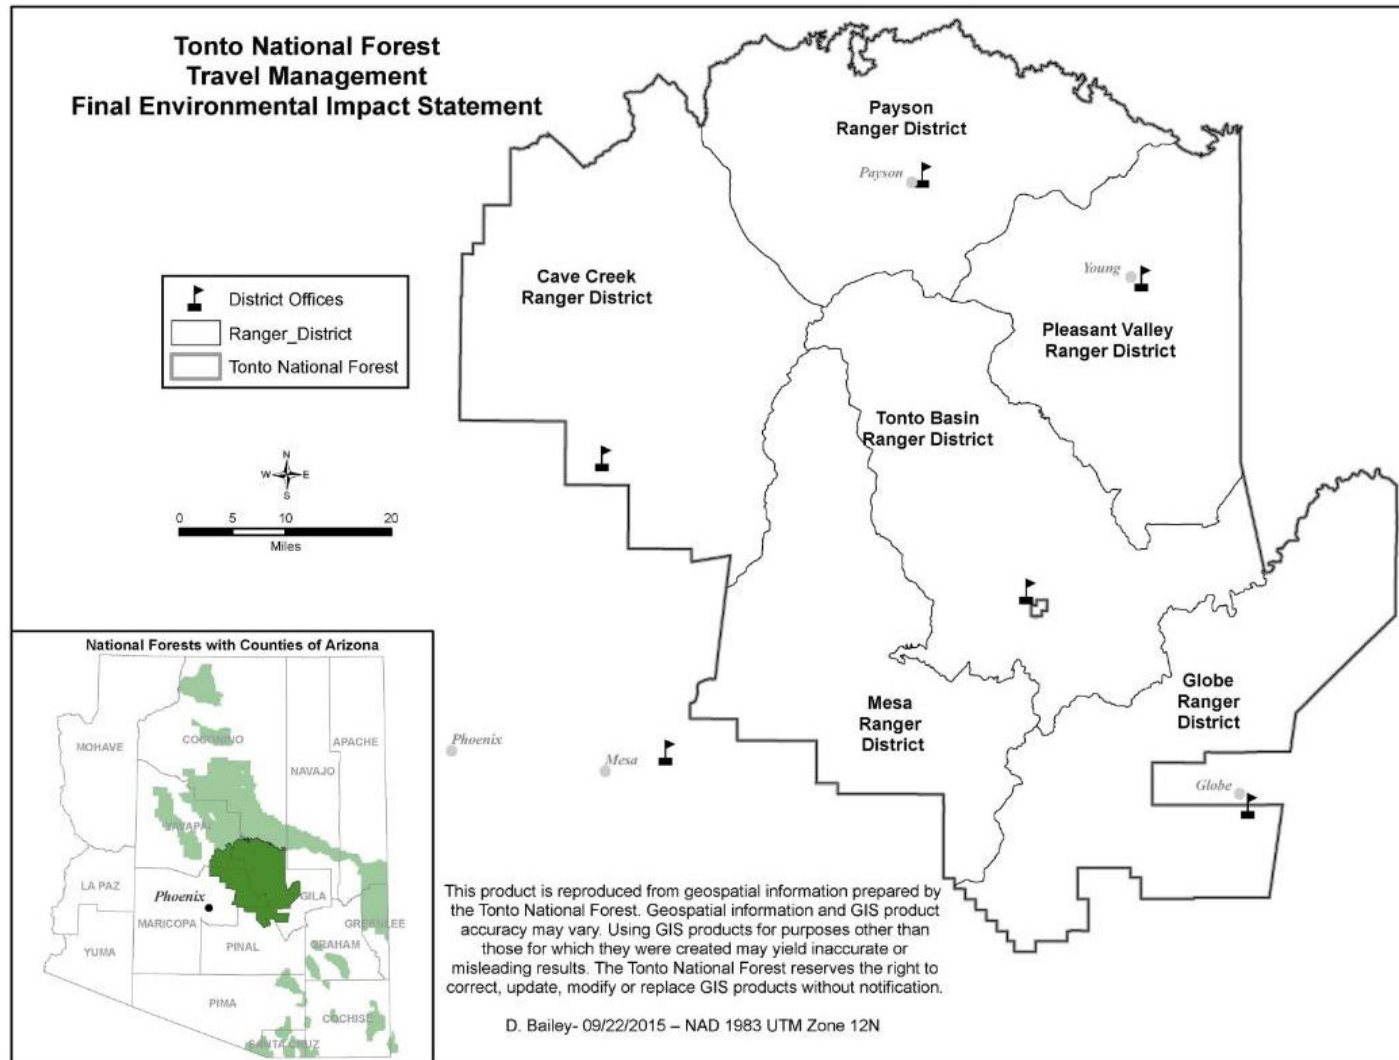 Tonto National Forest
Travel Management
Final Environmental Impact Statement
Payson
Ranger District
Payson
Cave Creek
Ranger District
Young
Pleasant Valley
Ranger District
District Offices
Ranger_District
Tonto National Forest
Tonto Basin
Ranger District
N
W E
S
0 5 10 20
Miles
National Forests with Counties of Arizona
MOHAVE
COCONINO
APACHE
NAVAJO
YAVAPAI
LA PAZ
Phoenix
GILA
MARICOPA
GREENLEE
YUMA
PINAL
GRAHAM
PIMA
COCHISE
SANTA CRUZ
Phoenix
Mesa
Mesa
Ranger
District
Globe
Ranger
District
Globe
This product is reproduced from geospatial information prepared by
the Tonto National Forest. Geospatial information and GIS product
accuracy may vary. Using GIS products for purposes other than
those for which they were created may yield inaccurate or
misleading results. The Tonto National Forest reserves the right to
correct, update, modify or replace GIS products without notification.
D. Bailey- 09/22/2015 – NAD 1983 UTM Zone 12N